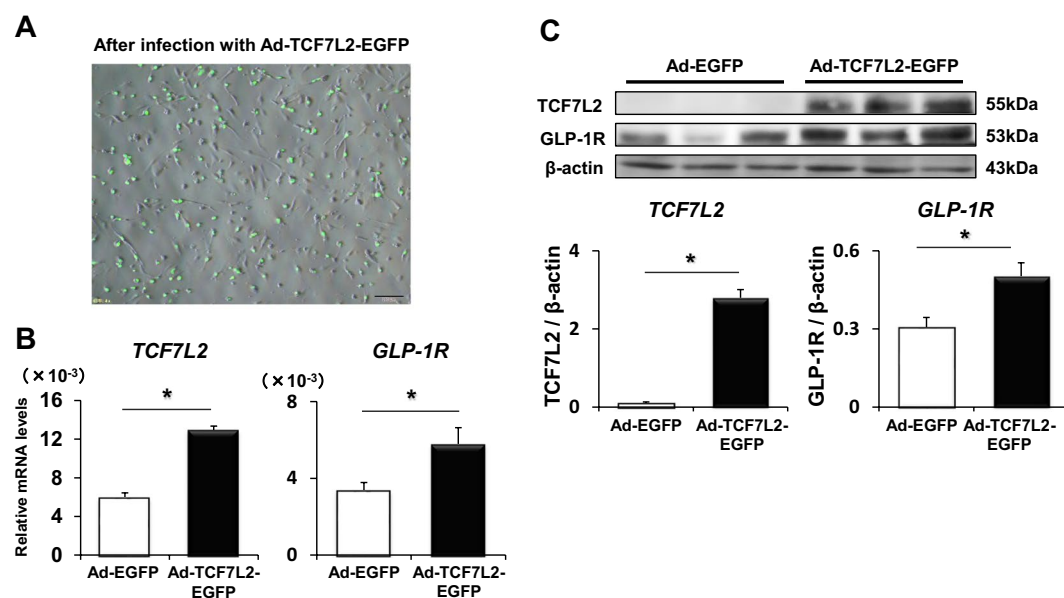 A
After infection with Ad-TCF7L2-EGFP
B
TCF7L2
(×10-3)
Relative mRNA levels
16
12
8
4
0
*
Ad-EGFP
Ad-TCF7L2-
EGFP
GLP-1R
(×10-3)
8
4
0
*
Ad-EGFP
Ad-TCF7L2-
EGFP
C
Ad-EGFP
Ad-TCF7L2-EGFP
TCF7L2
55kDa
GLP-1R
53kDa
β-actin
43kDa
TCF7L2
TCF7L2 / β-actin
4
2
0
*
Ad-EGFP
Ad-TCF7L2-
EGFP
GLP-1R
GLP-1R / β-actin
0.6
0.3
0
*
Ad-EGFP
Ad-TCF7L2-
EGFP